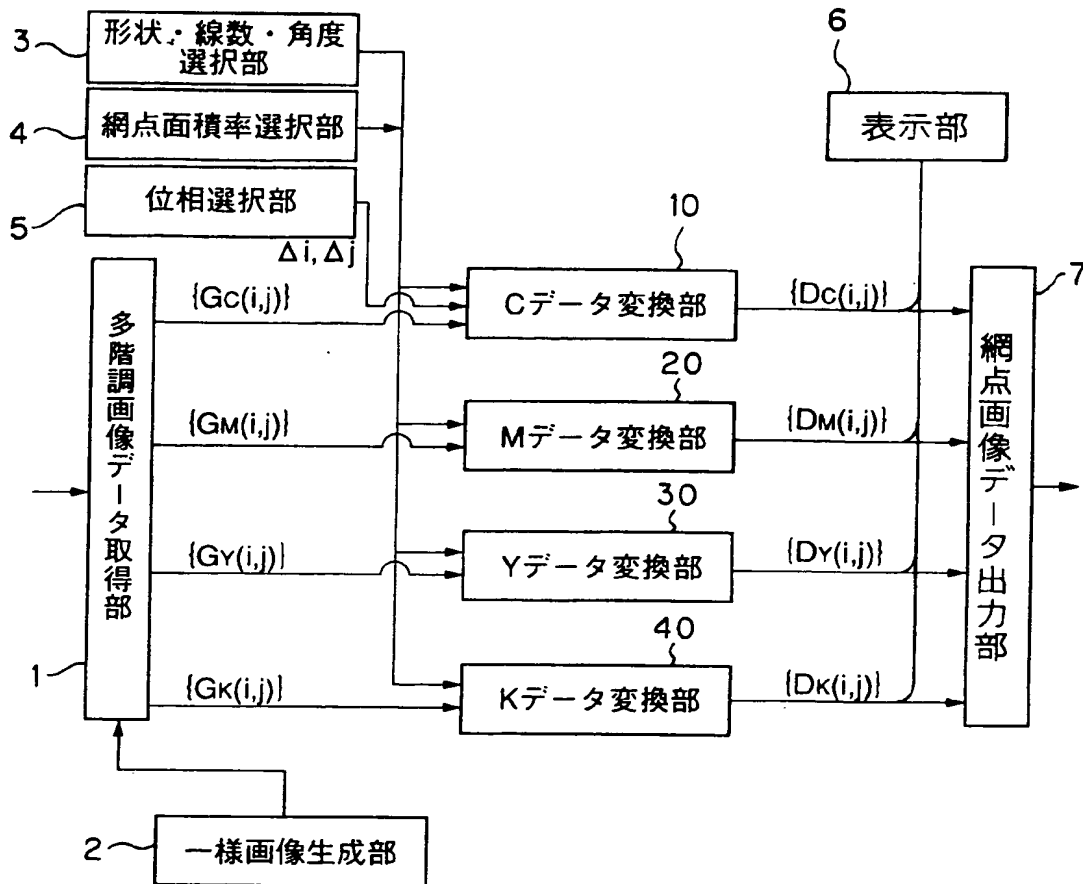 3
形状・線数・角度
選択部
4
網点面積率選択部
5
位相選択部
Δi, Δj
6
表示部
10
Cデータ変換部
{GC(i,j)}
{DC(i,j)}
20
Mデータ変換部
{GM(i,j)}
{DM(i,j)}
30
Yデータ変換部
{GY(i,j)}
{DY(i,j)}
40
Kデータ変換部
{GK(i,j)}
{DK(i,j)}
1
多階調画像データ取得部
7
網点画像データ出力部
2
一様画像生成部